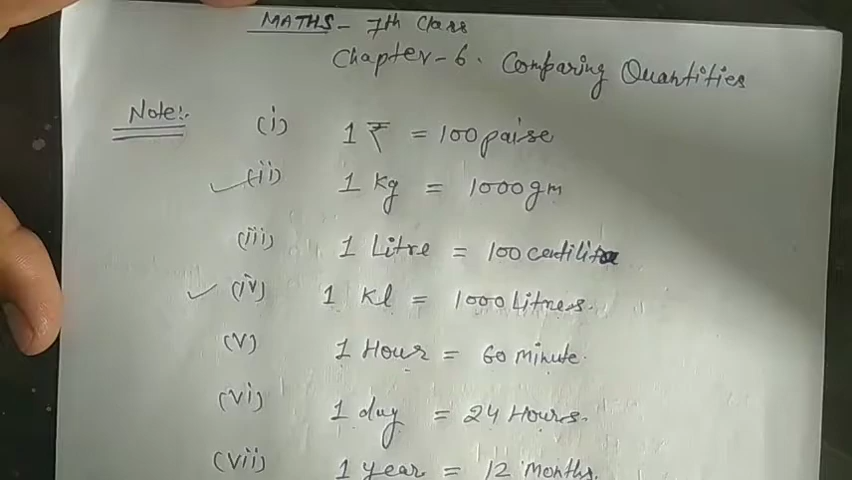 MATHS - 7th Class
Chapter-6. Comparing Quantities
Note:- (i) 1 ₹ = 100 paise
(ii) 1 Kg = 1000 gm
(iii) 1 Litre = 100 centilitre
(iv) 1 Kl = 1000 Litres.
(v) 1 Hour = 60 minute.
(vi) 1 day = 24 Hours.
(vii) 1 year = 12 months.